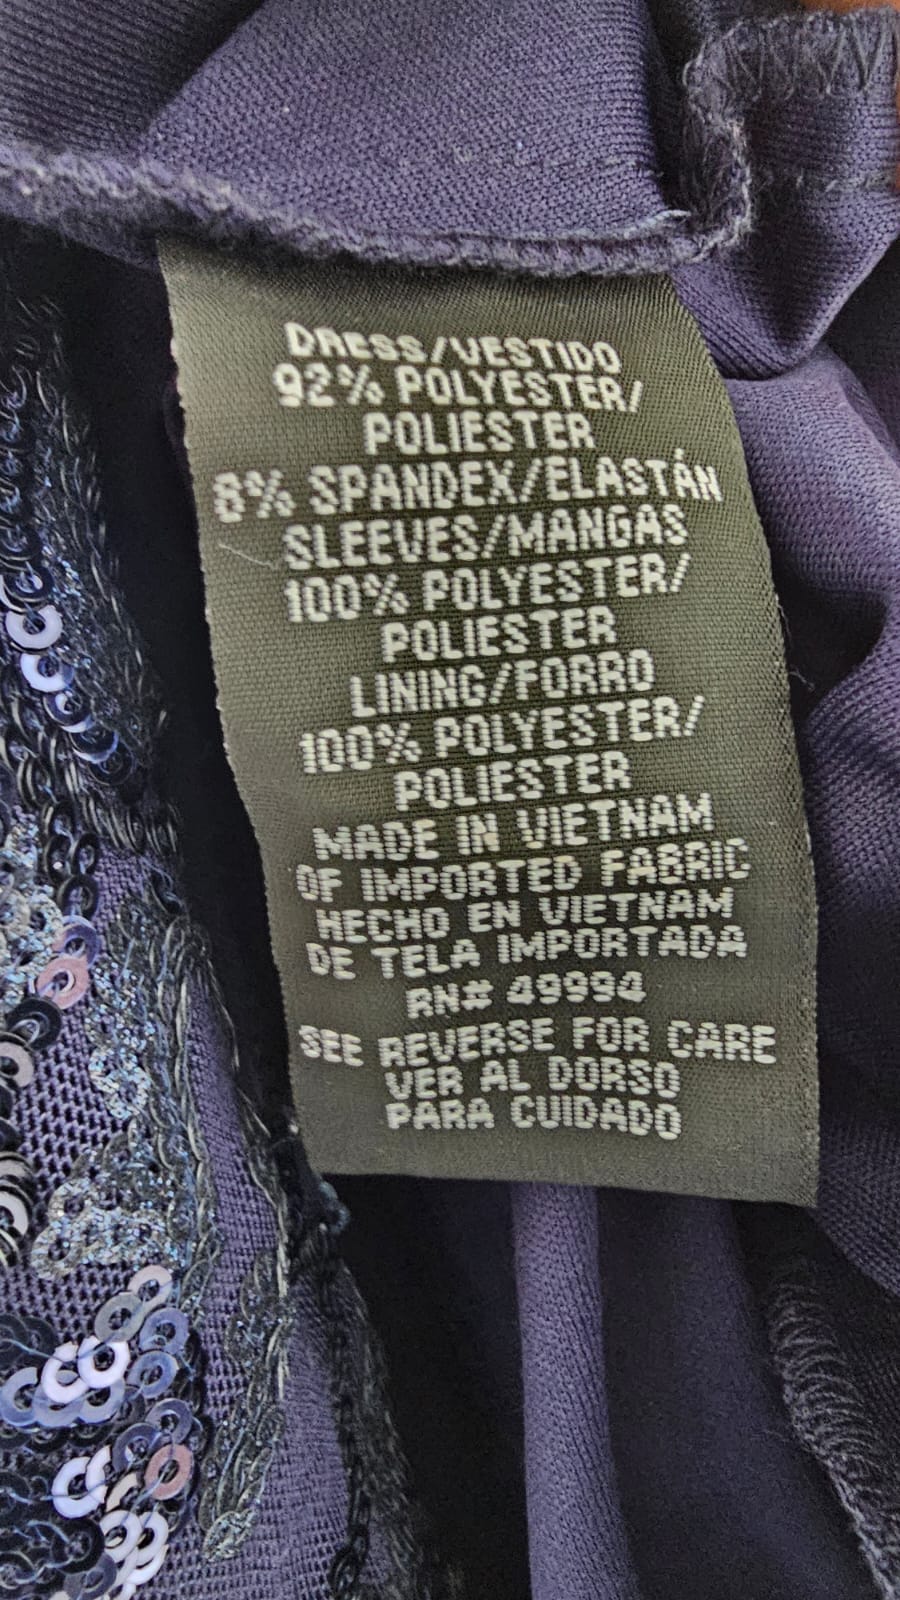 DRESS/VESTIDO
92% POLYESTER/
POLIESTER
8% SPANDEX/ELASTÁN
SLEEVES/MANGAS
100% POLYESTER/
POLIESTER
LINING/FORRO
100% POLYESTER/
POLIESTER
MADE IN VIETNAM
OF IMPORTED FABRIC
HECHO EN VIETNAM
DE TELA IMPORTADA
RN# 49994
SEE REVERSE FOR CARE
VER AL DORSO
PARA CUIDADO